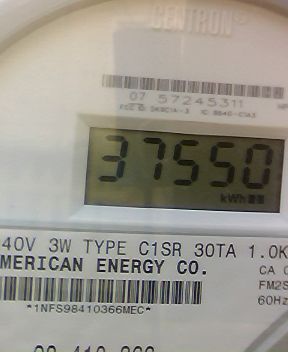 CENTRON
07 57245311
37550
kWh
40V 3W TYPE C1SR 30TA 1.0K
MERICAN ENERGY CO.
CA 0
FM2S
60Hz
*1NFS98410366MEC*